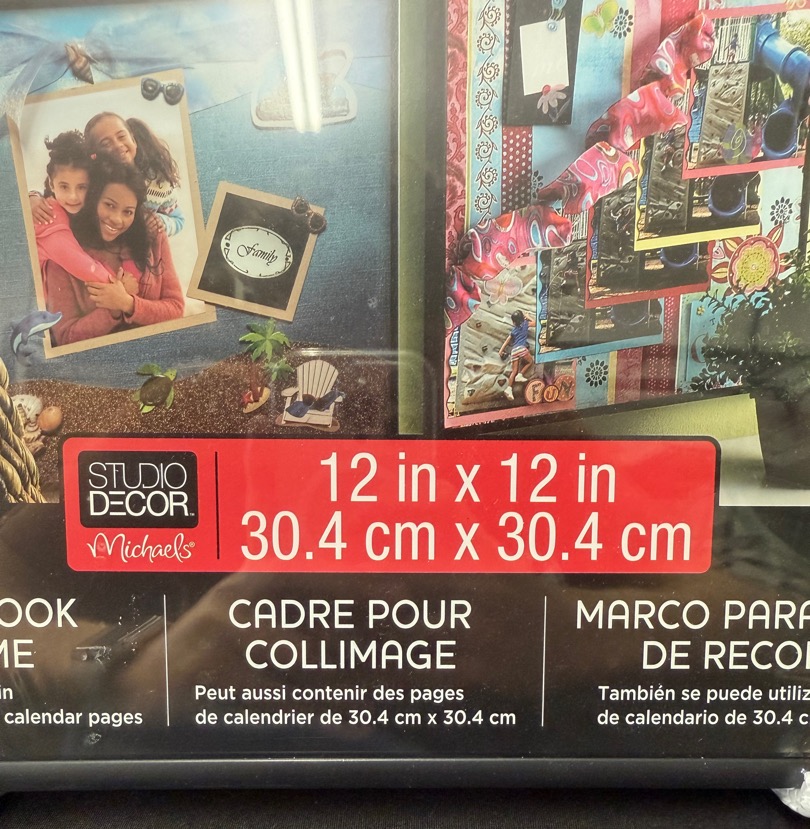 Family
FUN
STUDIO
DECOR™
Michaels®
12 in x 12 in
30.4 cm x 30.4 cm
OOK
ME
in
calendar pages
CADRE POUR
COLLIMAGE
Peut aussi contenir des pages
de calendrier de 30.4 cm x 30.4 cm
MARCO PARA
DE RECO
También se puede utiliz
de calendario de 30.4 c